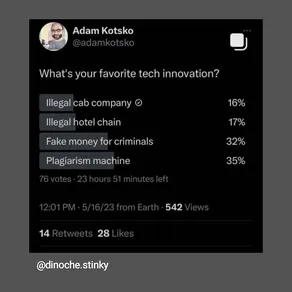 Adam Kotsko
@adamkotsko
What's your favorite tech innovation?
Illegal cab company 16%
Illegal hotel chain 17%
Fake money for criminals 32%
Plagiarism machine 35%
76 votes · 23 hours 51 minutes left
12:01 PM · 5/16/23 from Earth · 542 Views
14 Retweets 28 Likes
@dinoche.stinky